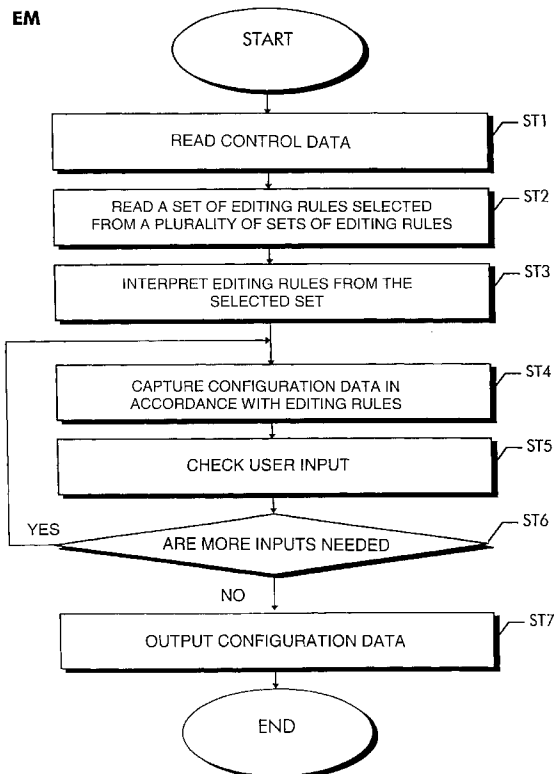 EM
START
ST1
READ CONTROL DATA
ST2
READ A SET OF EDITING RULES SELECTED
FROM A PLURALITY OF SETS OF EDITING RULES
ST3
INTERPRET EDITING RULES FROM THE
SELECTED SET
ST4
CAPTURE CONFIGURATION DATA IN
ACCORDANCE WITH EDITING RULES
ST5
CHECK USER INPUT
ST6
YES
ARE MORE INPUTS NEEDED
NO
ST7
OUTPUT CONFIGURATION DATA
END